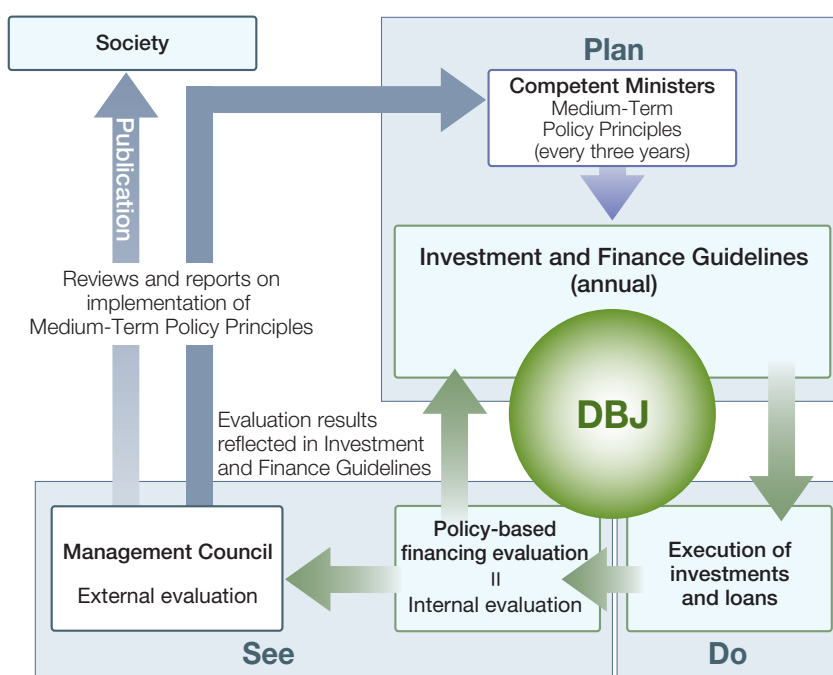 Society
Plan
Competent Ministers
Medium-Term
Policy Principles
(every three years)
Publication
Investment and Finance Guidelines
(annual)
Reviews and reports on
implementation of
Medium-Term Policy Principles
DBJ
Evaluation results
reflected in Investment
and Finance Guidelines
Management Council
External evaluation
Policy-based
financing evaluation
=
Internal evaluation
Execution of
investments
and loans
See
Do